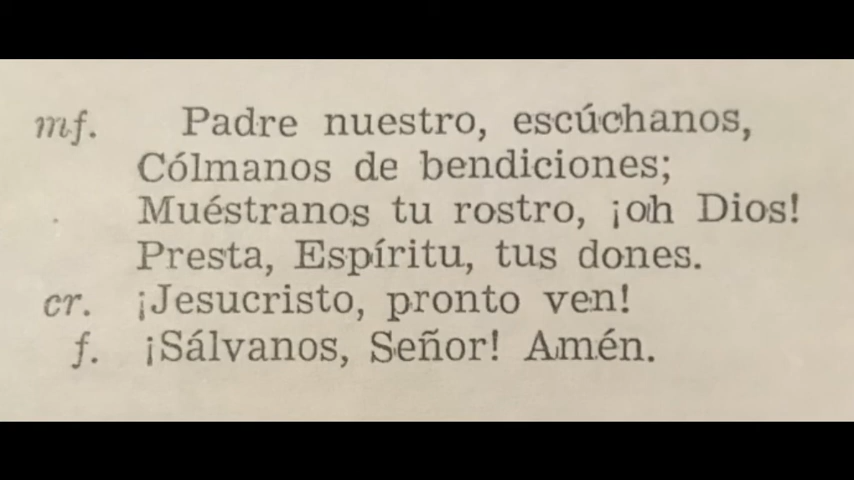 mf. Padre nuestro, escúchanos,
Cólmanos de bendiciones;
Muéstranos tu rostro, ¡oh Dios!
Presta, Espíritu, tus dones.
cr. ¡Jesucristo, pronto ven!
f. ¡Sálvanos, Señor! Amén.